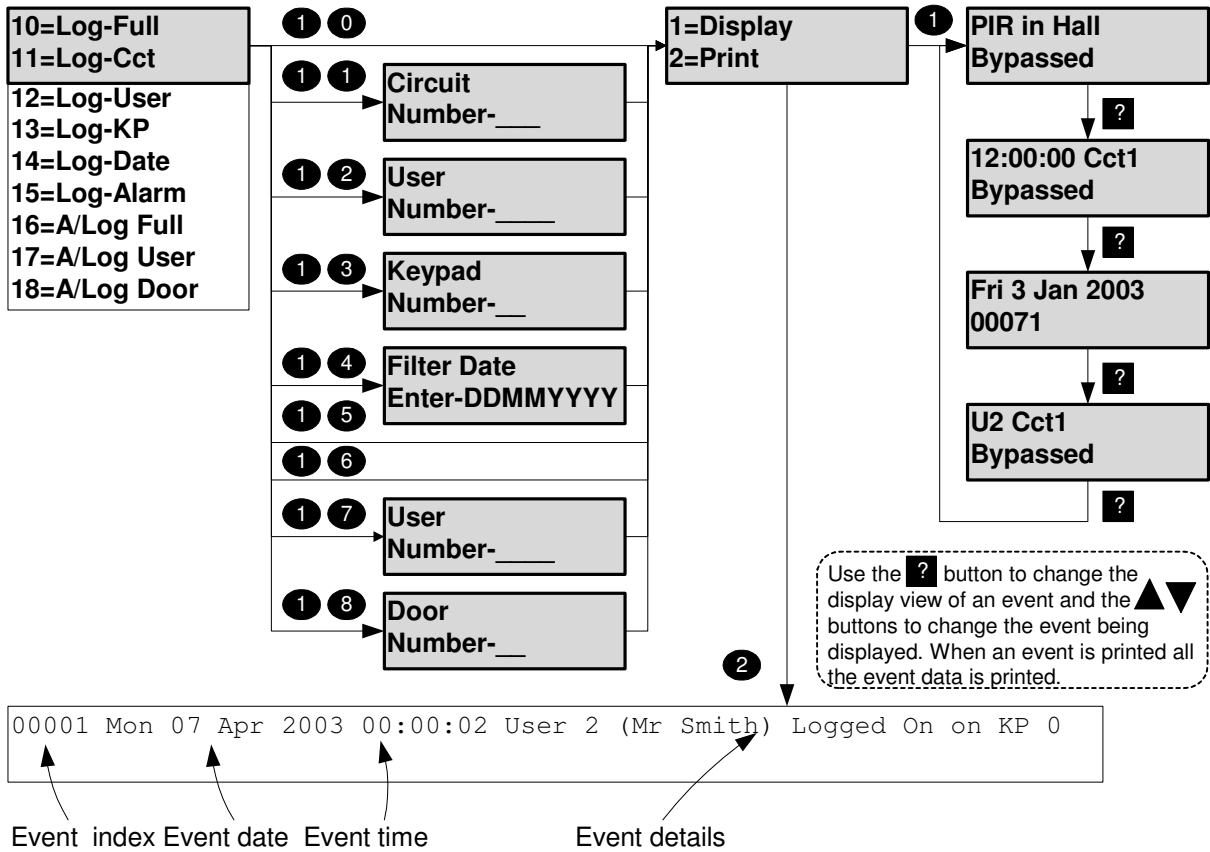 10=Log-Full
11=Log-Cct
12=Log-User
13=Log-KP
14=Log-Date
15=Log-Alarm
16=A/Log Full
17=A/Log User
18=A/Log Door
1 0
1 1
Circuit
Number-___
1 2
User
Number-____
1 3
Keypad
Number-__
1 4
Filter Date
Enter-DDMMYYYY
1 5
1 6
1 7
User
Number-____
1 8
Door
Number-__
1=Display
2=Print
1
PIR in Hall
Bypassed
?
12:00:00 Cct1
Bypassed
?
Fri 3 Jan 2003
00071
?
U2 Cct1
Bypassed
?
Use the ? button to change the
display view of an event and the ▲▼
buttons to change the event being
displayed. When an event is printed all
the event data is printed.
2
00001 Mon 07 Apr 2003 00:00:02 User 2 (Mr Smith) Logged On on KP 0
Event index Event date Event time Event details